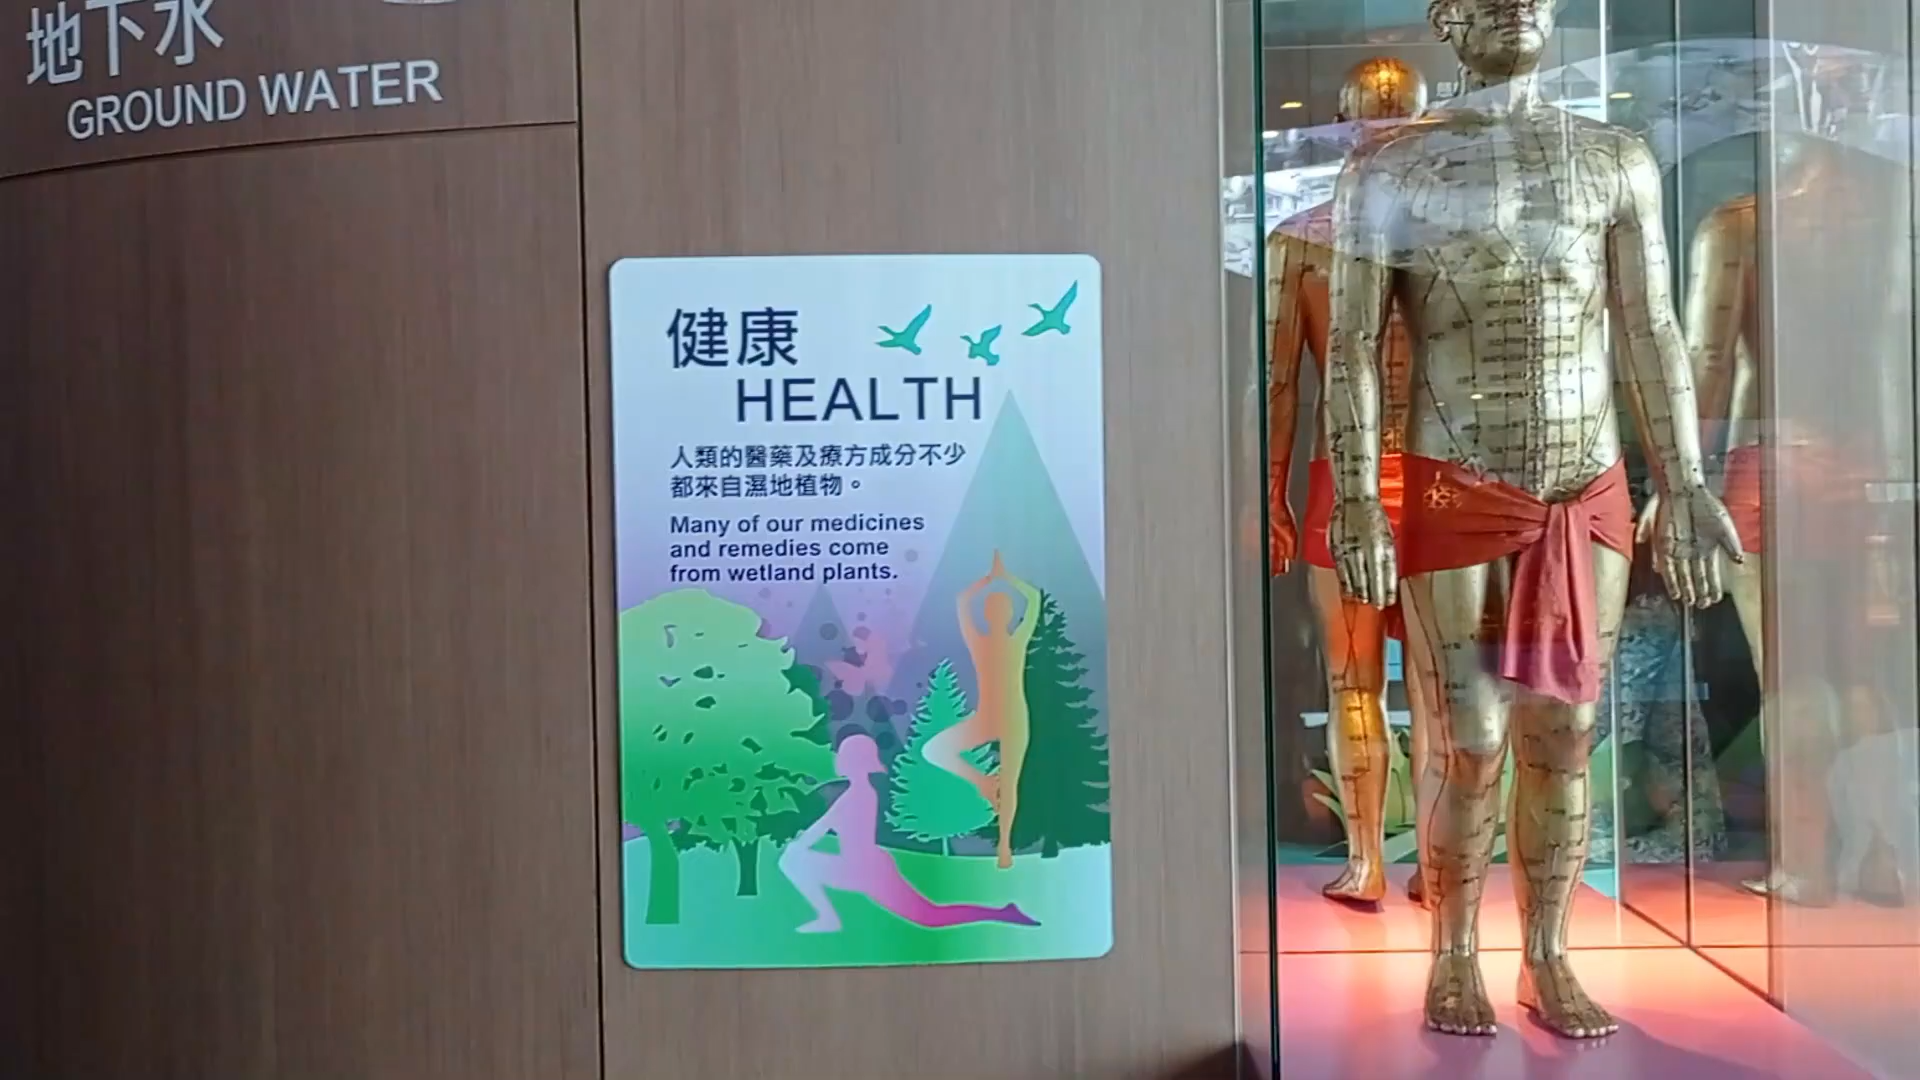 地下水
GROUND WATER
健康
HEALTH
人類的醫藥及療方成分不少
都來自濕地植物。
Many of our medicines
and remedies come
from wetland plants.